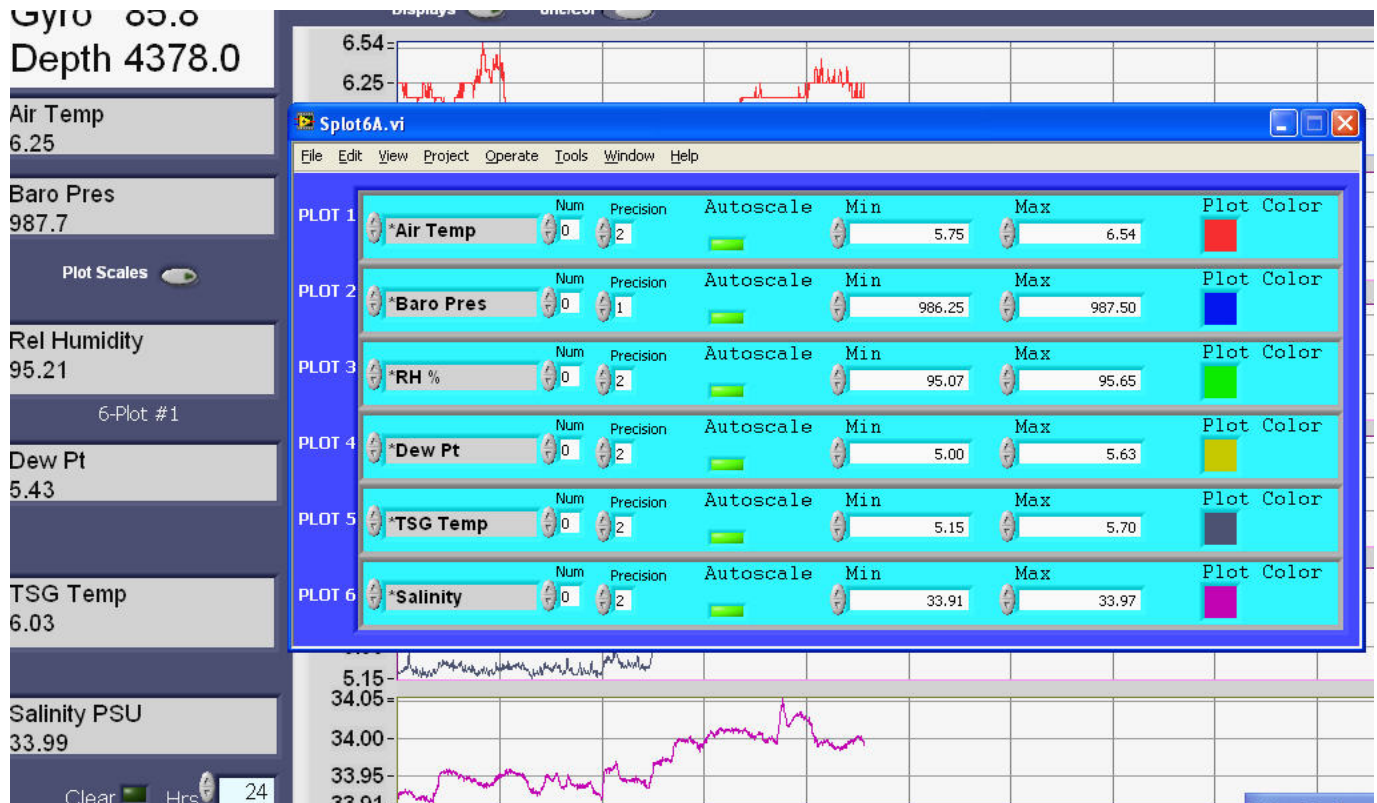 Gyro 85.8
Depth 4378.0
Displays
6.54
6.25
Air Temp
6.25
Baro Pres
987.7
Plot Scales
Rel Humidity
95.21
6-Plot #1
Dew Pt
5.43
TSG Temp
6.03
Salinity PSU
33.99
Clear Hrs 24
Splot6A.vi
File Edit View Project Operate Tools Window Help
PLOT 1 *Air Temp Num 0 Precision 2 Autoscale Min 5.75 Max 6.54 Plot Color
PLOT 2 *Baro Pres Num 0 Precision 1 Autoscale Min 986.25 Max 987.50 Plot Color
PLOT 3 *RH % Num 0 Precision 2 Autoscale Min 95.07 Max 95.65 Plot Color
PLOT 4 *Dew Pt Num 0 Precision 2 Autoscale Min 5.00 Max 5.63 Plot Color
PLOT 5 *TSG Temp Num 0 Precision 2 Autoscale Min 5.15 Max 5.70 Plot Color
PLOT 6 *Salinity Num 0 Precision 2 Autoscale Min 33.91 Max 33.97 Plot Color
5.15
34.05
34.00
33.95
33.91